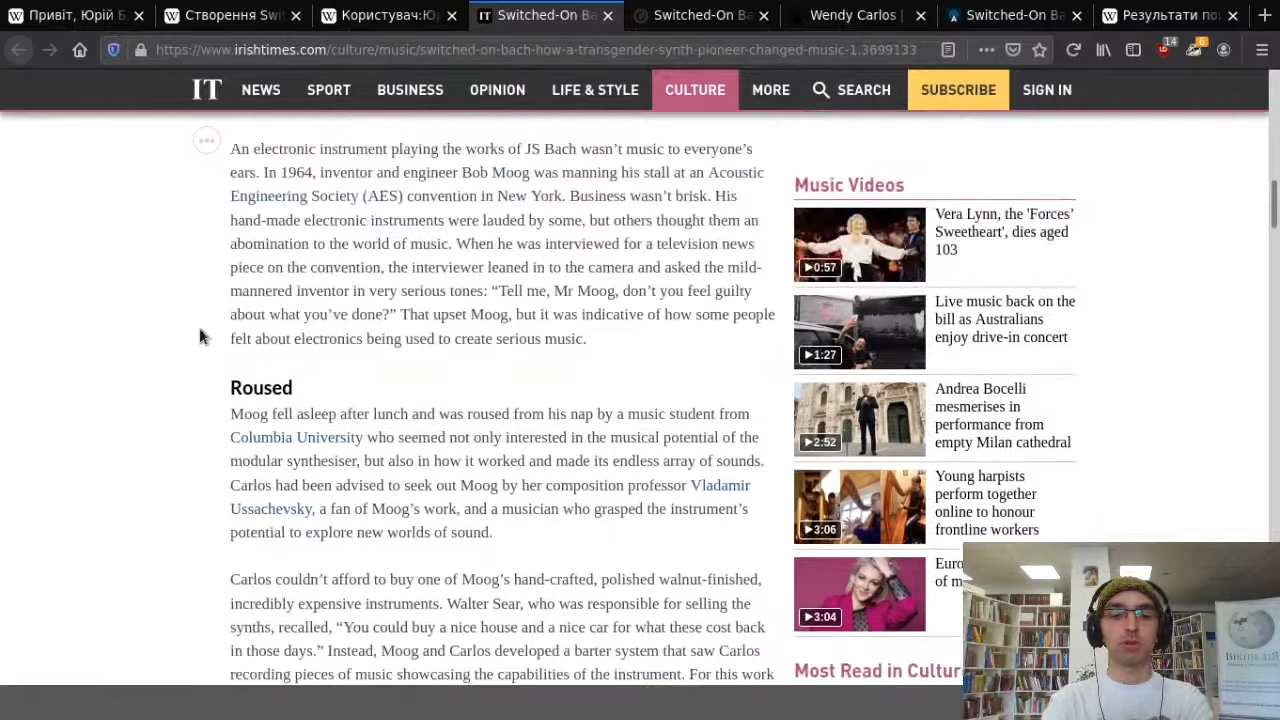 Привіт, Юрій Б
Створення Swit
Користувач:Юр
IT Switched-On Ba
Switched-On Ba
Wendy Carlos |
Switched-On Ba
Результати по
https://www.irishtimes.com/culture/music/switched-on-bach-how-a-transgender-synth-pioneer-changed-music-1.3699133
14
6
IT NEWS SPORT BUSINESS OPINION LIFE & STYLE CULTURE MORE SEARCH SUBSCRIBE SIGN IN
An electronic instrument playing the works of JS Bach wasn’t music to everyone’s
ears. In 1964, inventor and engineer Bob Moog was manning his stall at an Acoustic
Engineering Society (AES) convention in New York. Business wasn’t brisk. His
hand-made electronic instruments were lauded by some, but others thought them an
abomination to the world of music. When he was interviewed for a television news
piece on the convention, the interviewer leaned in to the camera and asked the mild-
mannered inventor in very serious tones: “Tell me, Mr Moog, don’t you feel guilty
about what you’ve done?” That upset Moog, but it was indicative of how some people
felt about electronics being used to create serious music.
Roused
Moog fell asleep after lunch and was roused from his nap by a music student from
Columbia University who seemed not only interested in the musical potential of the
modular synthesiser, but also in how it worked and made its endless array of sounds.
Carlos had been advised to seek out Moog by her composition professor Vladamir
Ussachevsky, a fan of Moog’s work, and a musician who grasped the instrument’s
potential to explore new worlds of sound.
Carlos couldn’t afford to buy one of Moog’s hand-crafted, polished walnut-finished,
incredibly expensive instruments. Walter Sear, who was responsible for selling the
synths, recalled, “You could buy a nice house and a nice car for what these cost back
in those days.” Instead, Moog and Carlos developed a barter system that saw Carlos
recording pieces of music showcasing the capabilities of the instrument. For this work
Music Videos
0:57
Vera Lynn, the 'Forces’
Sweetheart', dies aged
103
1:27
Live music back on the
bill as Australians
enjoy drive-in concert
2:52
Andrea Bocelli
mesmerises in
performance from
empty Milan cathedral
3:06
Young harpists
perform together
online to honour
frontline workers
3:04
Euro
of m
Most Read in Cultur